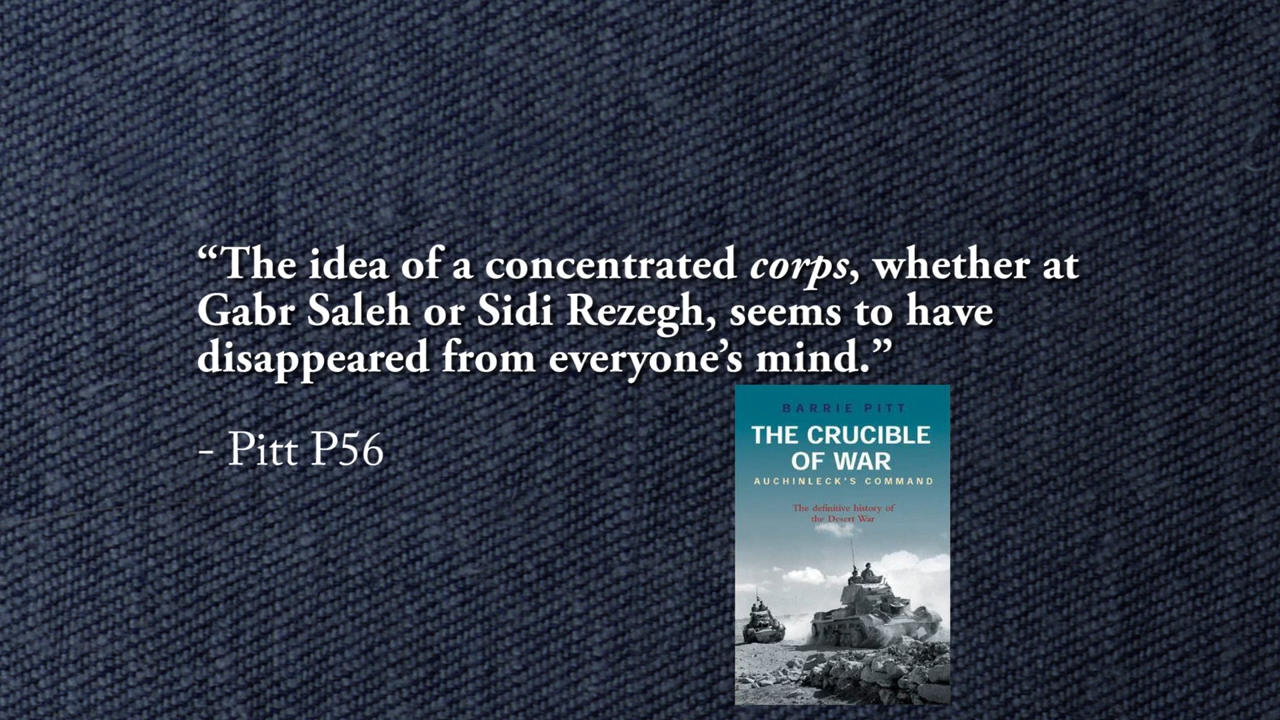 “The idea of a concentrated corps, whether at
Gabr Saleh or Sidi Rezegh, seems to have
disappeared from everyone’s mind.”
- Pitt P56
BARRIE PITT
THE CRUCIBLE
OF WAR
AUCHINLECK'S COMMAND
The definitive history of
the Desert War